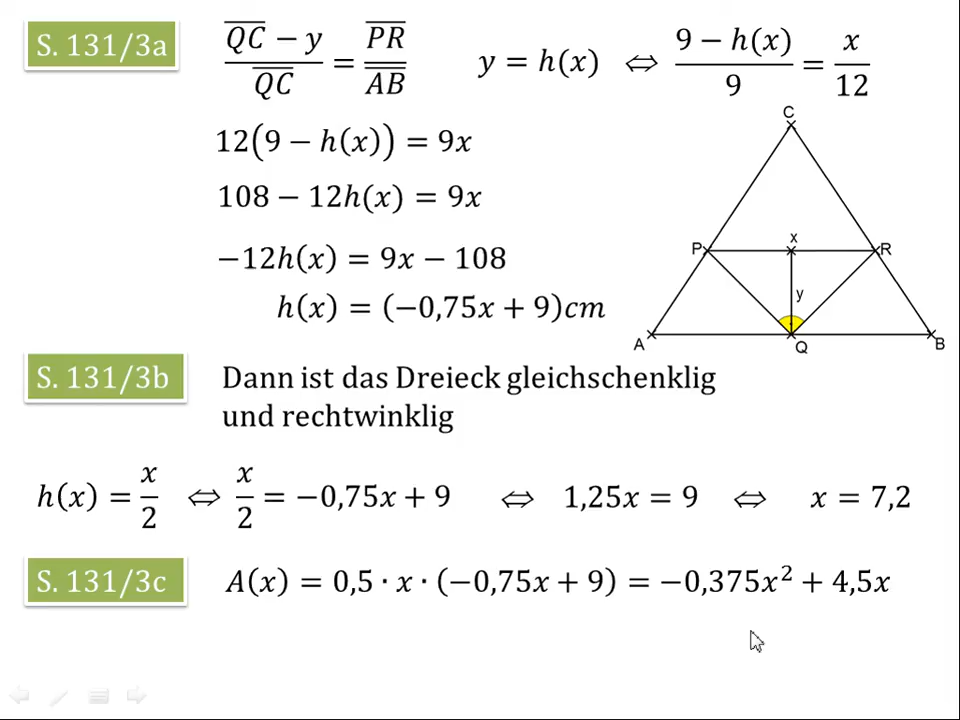 S. 131/3a
(QC̅ − y)/QC̅ = PR̅/AB̅   y = h(x) ⇔ (9 − h(x))/9 = x/12
12(9 − h(x)) = 9x
108 − 12h(x) = 9x
−12h(x) = 9x − 108
h(x) = (−0,75x + 9)cm
C
P x R
y
A Q B
S. 131/3b
Dann ist das Dreieck gleichschenklig
und rechtwinklig
h(x) = x/2 ⇔ x/2 = −0,75x + 9 ⇔ 1,25x = 9 ⇔ x = 7,2
S. 131/3c
A(x) = 0,5 · x · (−0,75x + 9) = −0,375x² + 4,5x